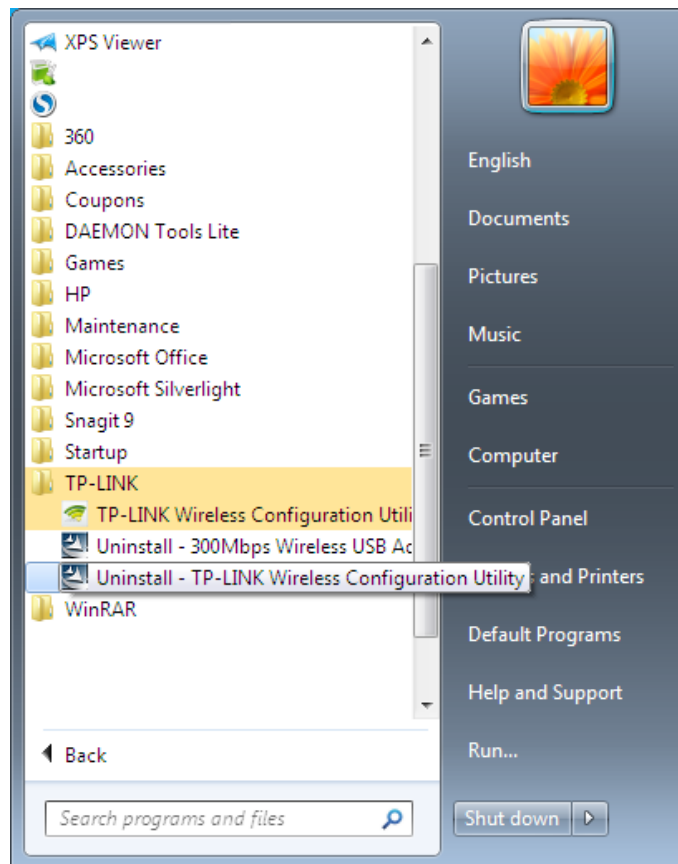 XPS Viewer
360
Accessories
Coupons
DAEMON Tools Lite
Games
HP
Maintenance
Microsoft Office
Microsoft Silverlight
Snagit 9
Startup
TP-LINK
TP-LINK Wireless Configuration Utili
Uninstall - 300Mbps Wireless USB Ad
Uninstall - TP-LINK Wireless Configuration Utility
WinRAR
Back
Search programs and files
English
Documents
Pictures
Music
Games
Computer
Control Panel
and Printers
Default Programs
Help and Support
Run...
Shut down